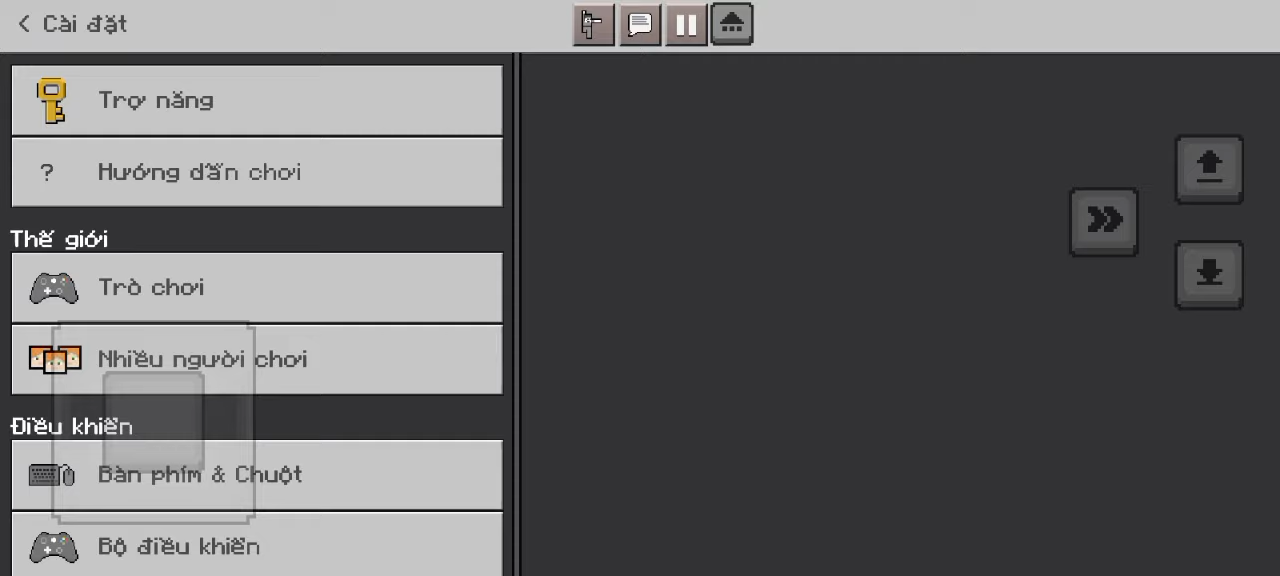 Cài đặt
Trợ năng
? Hướng dẫn chơi
Thế giới
Trò chơi
Nhiều người chơi
Điều khiển
Bàn phím & Chuột
Bộ điều khiển